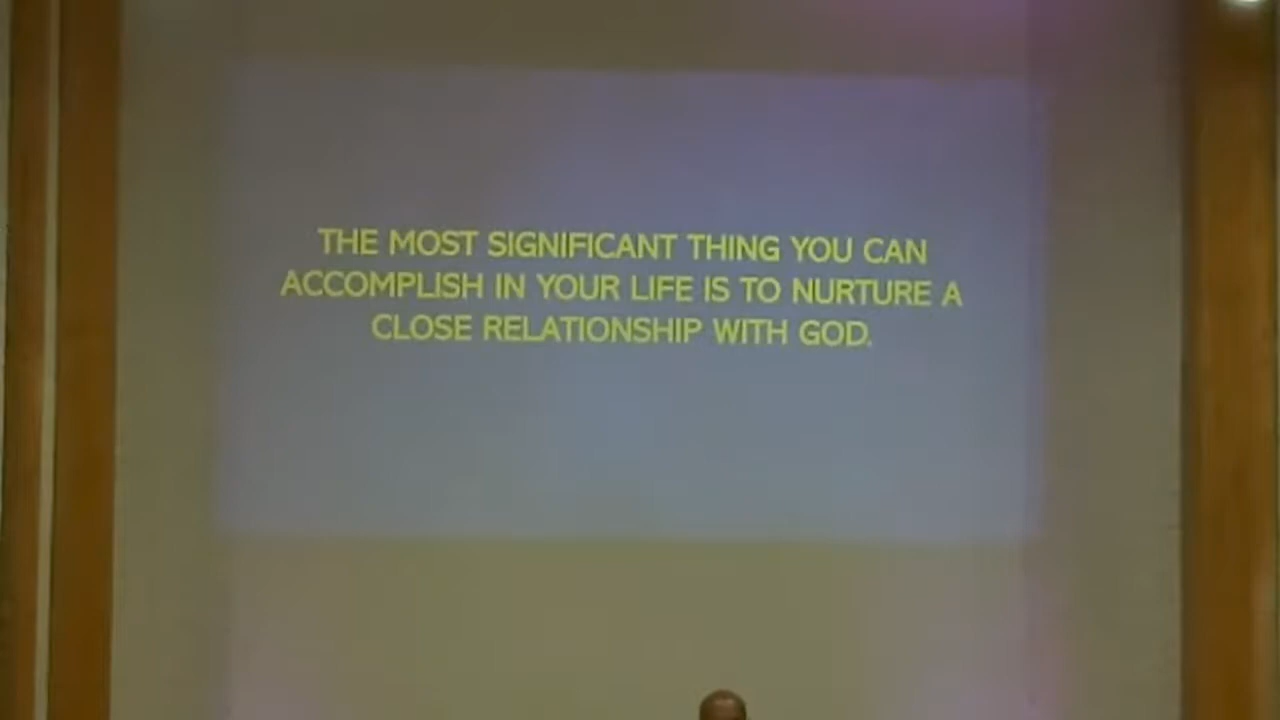 THE MOST SIGNIFICANT THING YOU CAN
ACCOMPLISH IN YOUR LIFE IS TO NURTURE A
CLOSE RELATIONSHIP WITH GOD.